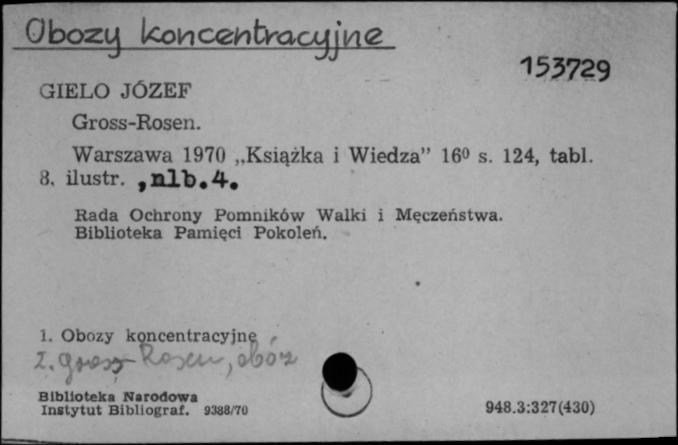 Obozy koncentracyjne
153729
GIELO JÓZEF
Gross-Rosen.
Warszawa 1970 „Książka i Wiedza” 16⁰ s. 124, tabl.
8, ilustr. , nlb. 4.
Rada Ochrony Pomników Walki i Męczeństwa.
Biblioteka Pamięci Pokoleń.
1. Obozy koncentracyjne
2. Gross-Rosen, obóz
Biblioteka Narodowa
Instytut Bibliograf. 9388/70
948.3:327(430)